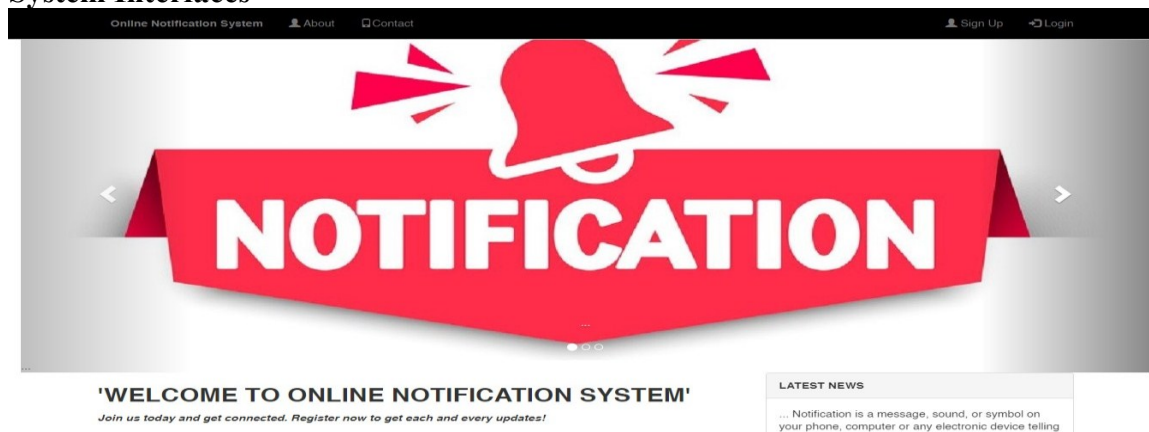 System Interfaces
Online Notification System About Contact Sign Up Login
NOTIFICATION
...
...
'WELCOME TO ONLINE NOTIFICATION SYSTEM'
Join us today and get connected. Register now to get each and every updates!
LATEST NEWS
... Notification is a message, sound, or symbol on
your phone, computer or any electronic device telling